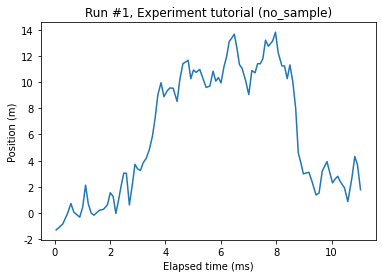 Run #1, Experiment tutorial (no_sample)
14
12
10
8
6
4
2
0
-2
Position (m)
0 2 4 6 8 10
Elapsed time (ms)